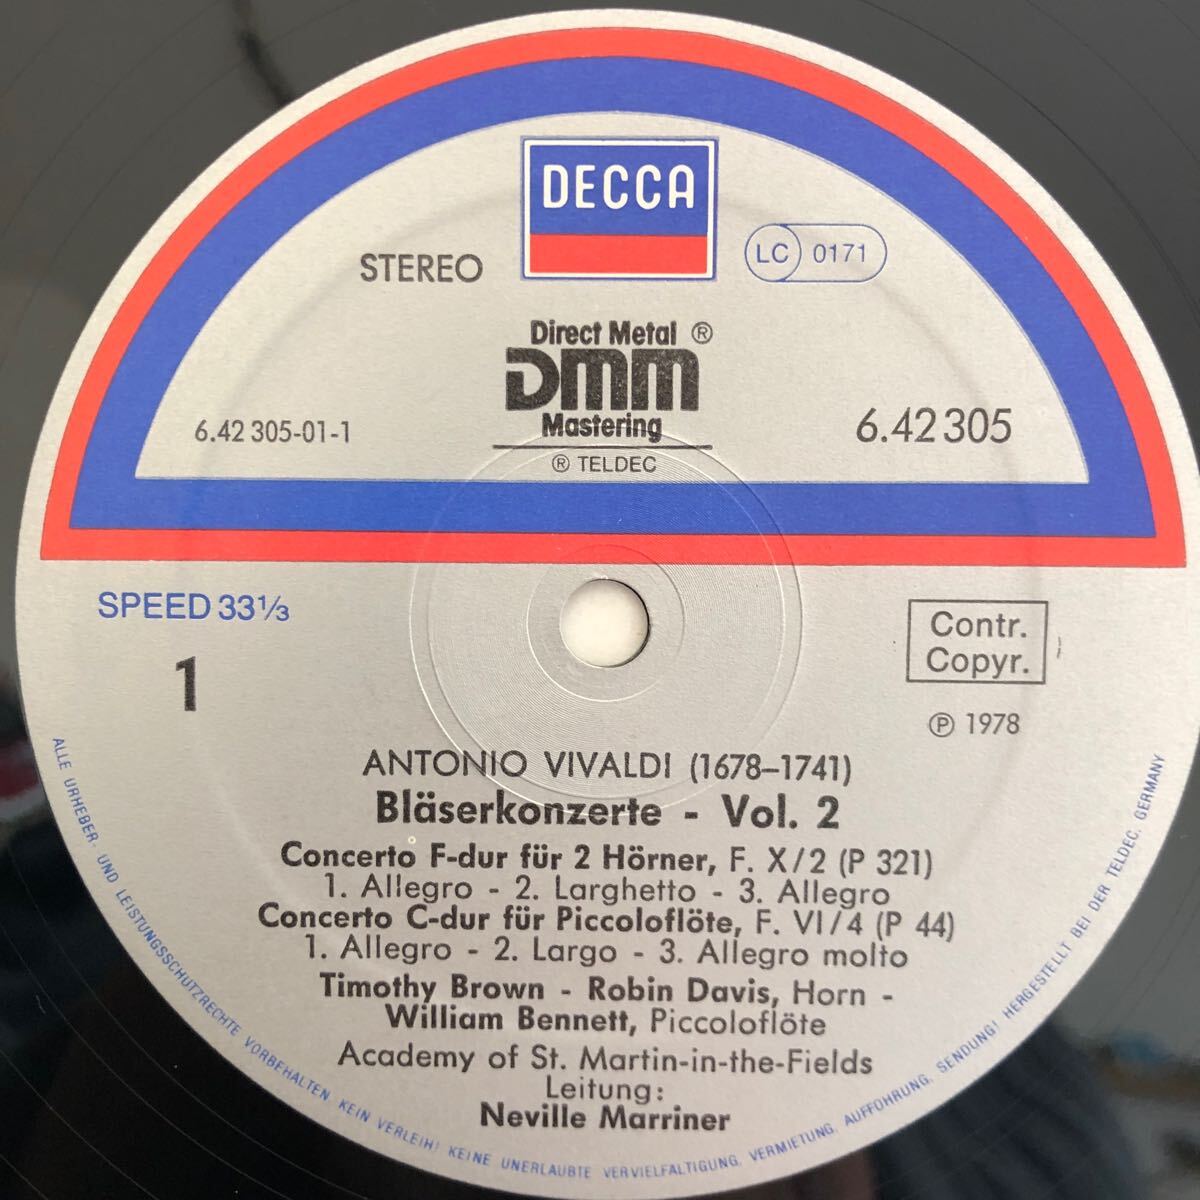 DECCA
STEREO
LC 0171
Direct Metal ®
DMM
Mastering
6.42 305-01-1
6.42 305
® TELDEC
SPEED 33⅓
Contr.
Copyr.
1
℗ 1978
ANTONIO VIVALDI (1678–1741)
Bläserkonzerte - Vol. 2
Concerto F-dur für 2 Hörner, F. X/2 (P 321)
1. Allegro - 2. Larghetto - 3. Allegro
Concerto C-dur für Piccoloflöte, F. VI/4 (P 44)
1. Allegro - 2. Largo - 3. Allegro molto
Timothy Brown - Robin Davis, Horn -
William Bennett, Piccoloflöte
Academy of St. Martin-in-the-Fields
Leitung:
Neville Marriner
ALLE URHEBER- UND LEISTUNGSSCHUTZRECHTE VORBEHALTEN KEIN VERLEIH! KEINE UNERLAUBTE VERVIELFÄLTIGUNG, VERMIETUNG, AUFFÜHRUNG, SENDUNG! HERGESTELLT BEI DER TELDEC, GERMANY